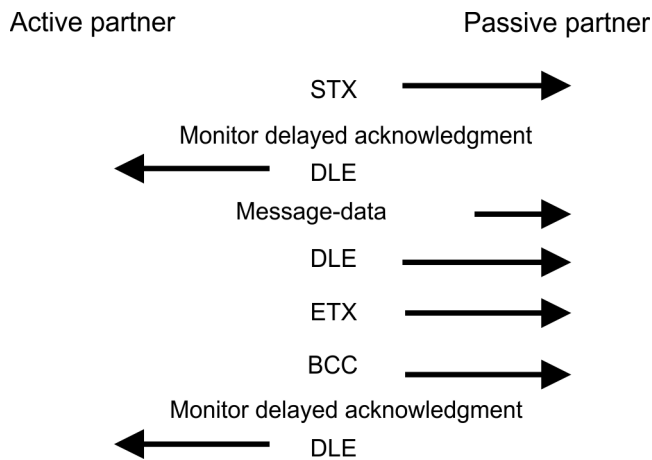 Active partner Passive partner
STX
Monitor delayed acknowledgment
DLE
Message-data
DLE
ETX
BCC
Monitor delayed acknowledgment
DLE